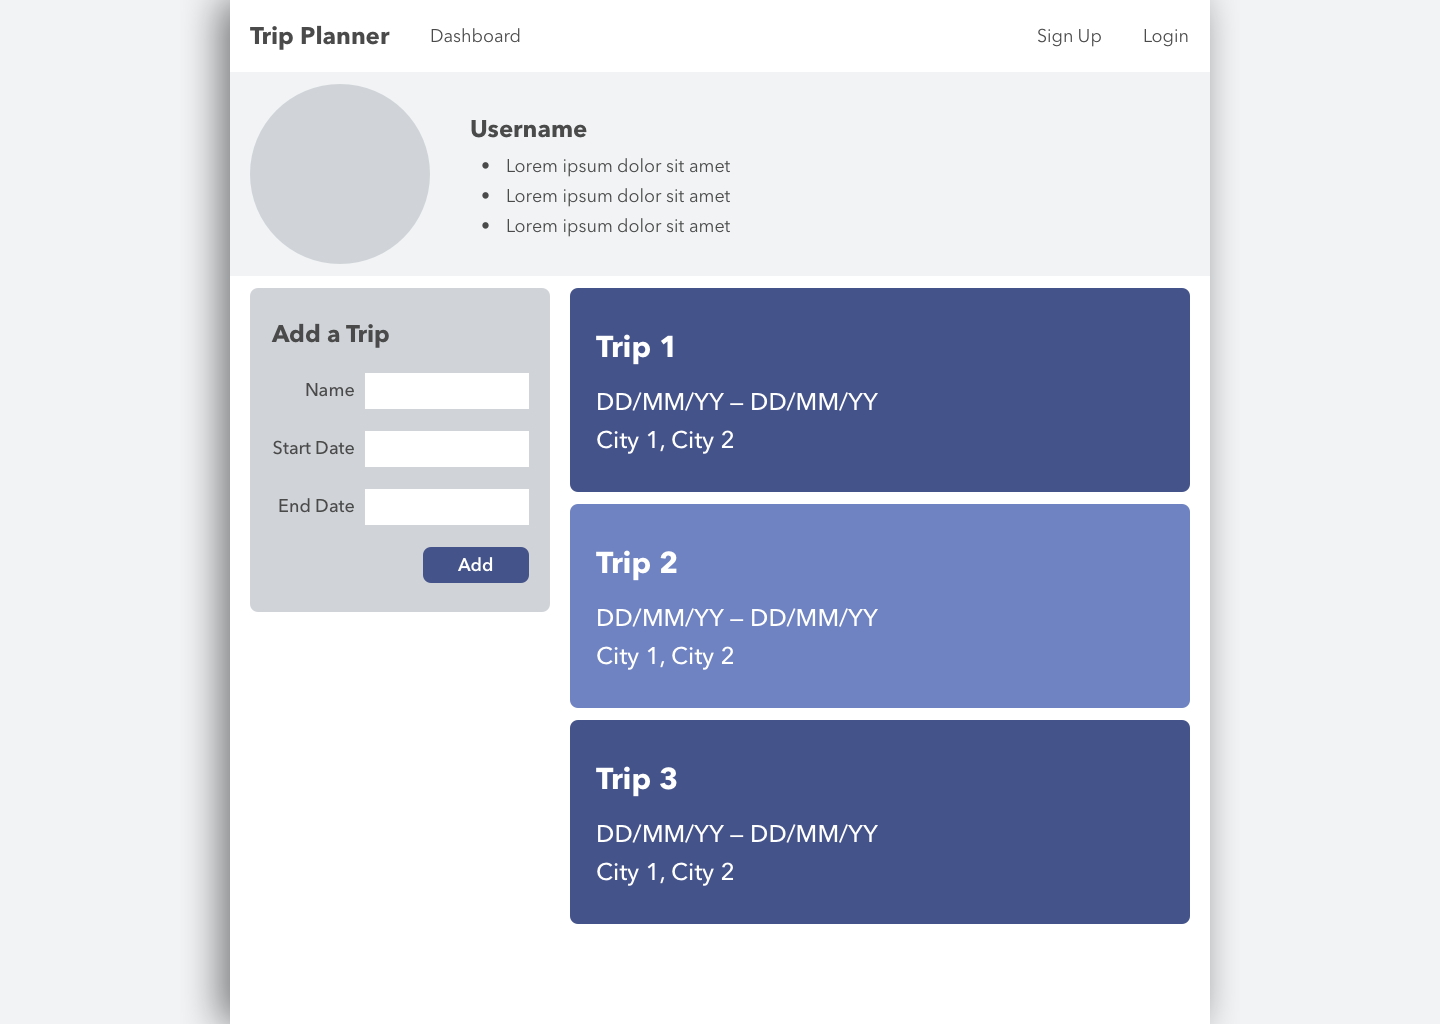 Trip Planner
Dashboard
Sign Up
Login
Username
• Lorem ipsum dolor sit amet
• Lorem ipsum dolor sit amet
• Lorem ipsum dolor sit amet
Add a Trip
Name
Start Date
End Date
Add
Trip 1
DD/MM/YY – DD/MM/YY
City 1, City 2
Trip 2
DD/MM/YY – DD/MM/YY
City 1, City 2
Trip 3
DD/MM/YY – DD/MM/YY
City 1, City 2